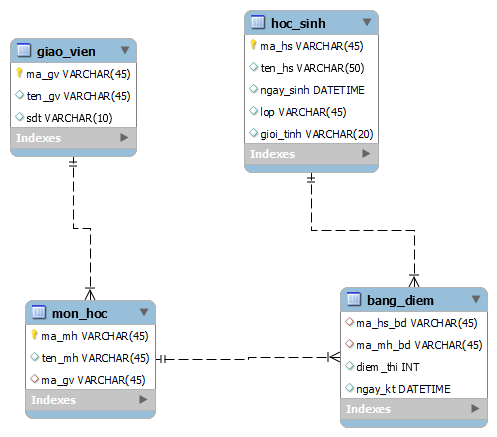 giao_vien
ma_gv VARCHAR(45)
ten_gv VARCHAR(45)
sdt VARCHAR(10)
Indexes
hoc_sinh
ma_hs VARCHAR(45)
ten_hs VARCHAR(50)
ngay_sinh DATETIME
lop VARCHAR(45)
gioi_tinh VARCHAR(20)
Indexes
mon_hoc
ma_mh VARCHAR(45)
ten_mh VARCHAR(45)
ma_gv VARCHAR(45)
Indexes
bang_diem
ma_hs_bd VARCHAR(45)
ma_mh_bd VARCHAR(45)
diem_thi INT
ngay_kt DATETIME
Indexes